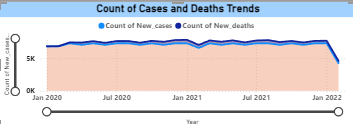 Count of Cases and Deaths Trends
Count of New_cases Count of New_deaths
Count of New_cases...
5K
0K
Jan 2020 Jul 2020 Jan 2021 Jul 2021 Jan 2022
Year